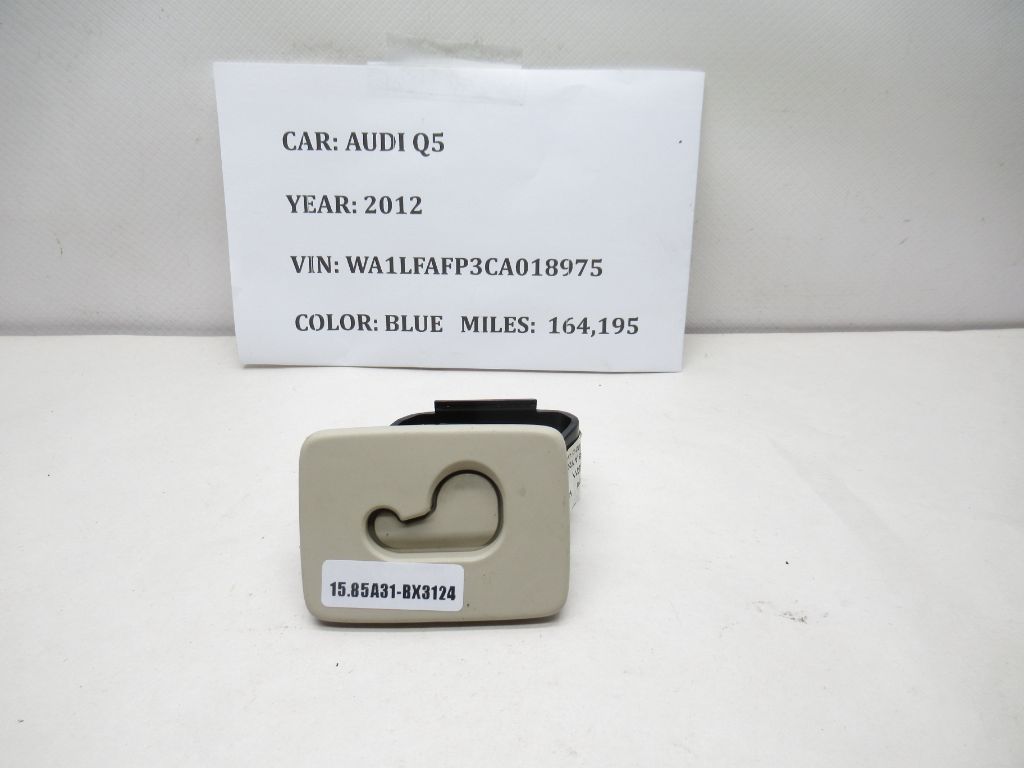 CAR: AUDI Q5
YEAR: 2012
VIN: WA1LFAFP3CA018975
COLOR: BLUE MILES: 164,195
15.85A31-BX3124